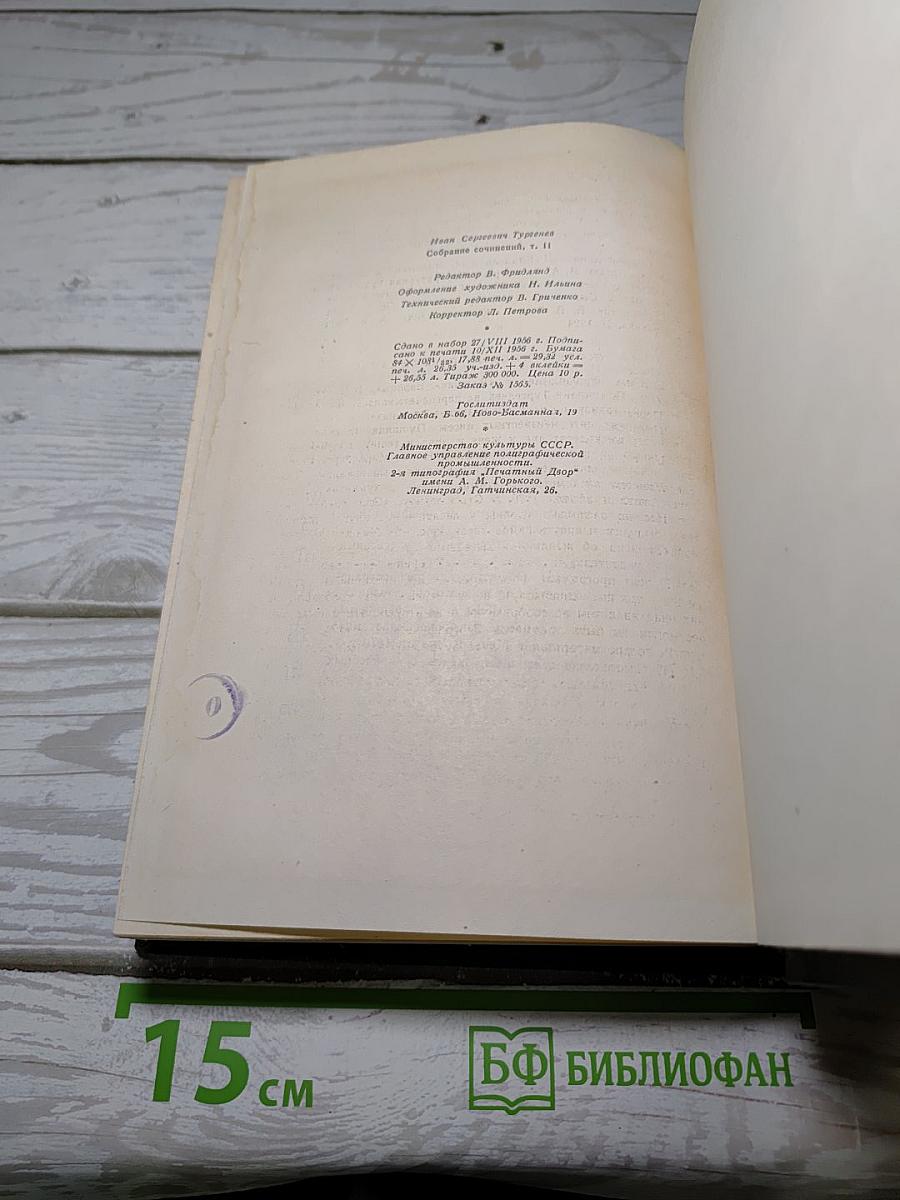 Иван Сергеевич Тургенев
Собрание сочинений, т. 11
Редактор В. Фридлянд
Оформление художника Н. Ильина
Технический редактор В. Гриченко
Корректор Л. Петрова
*
Сдано в набор 27/VIII 1956 г. Подпи-
сано к печати 10/XII 1956 г. Бумага
84 × 108¹/₃₂. 17,88 печ. л. = 29,32 усл.
печ. л. 26,35 уч.-изд. + 4 вклейки =
+ 26,55 л. Тираж 300 000. Цена 10 р.
Заказ № 1565.
Гослитиздат
Москва, Б-66, Ново-Басманная, 19
*
Министерство культуры СССР.
Главное управление полиграфической
промышленности.
2-я типография „Печатный Двор“
имени А. М. Горького.
Ленинград, Гатчинская, 26.
15 см
БФ БИБЛИОФАН